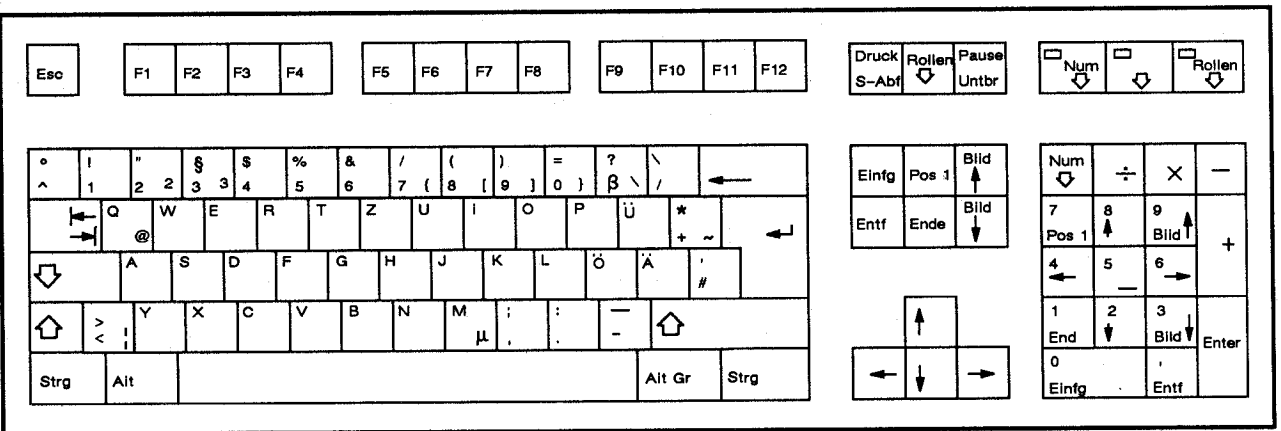 Esc F1 F2 F3 F4 F5 F6 F7 F8 F9 F10 F11 F12 Druck Rollen Pause Num Rollen
S-Abf Untbr
° ! " § $ % & / ( ) = ? \
^ 1 2 2 3 3 4 5 6 7 { 8 [ 9 ] 0 } β \ /
Einfg Pos 1 Bild
Num ÷ × −
Q W E R T Z U I O P Ü *
@ + ~
Entf Ende Bild
7 8 9
Pos 1 Bild +
A S D F G H J K L Ö Ä '
#
4 5 6
_
> Y X C V B N M ; : —
< ¦ µ , . -
1 2 3
End Bild Enter
Strg Alt Alt Gr Strg
0 ,
Einfg Entf